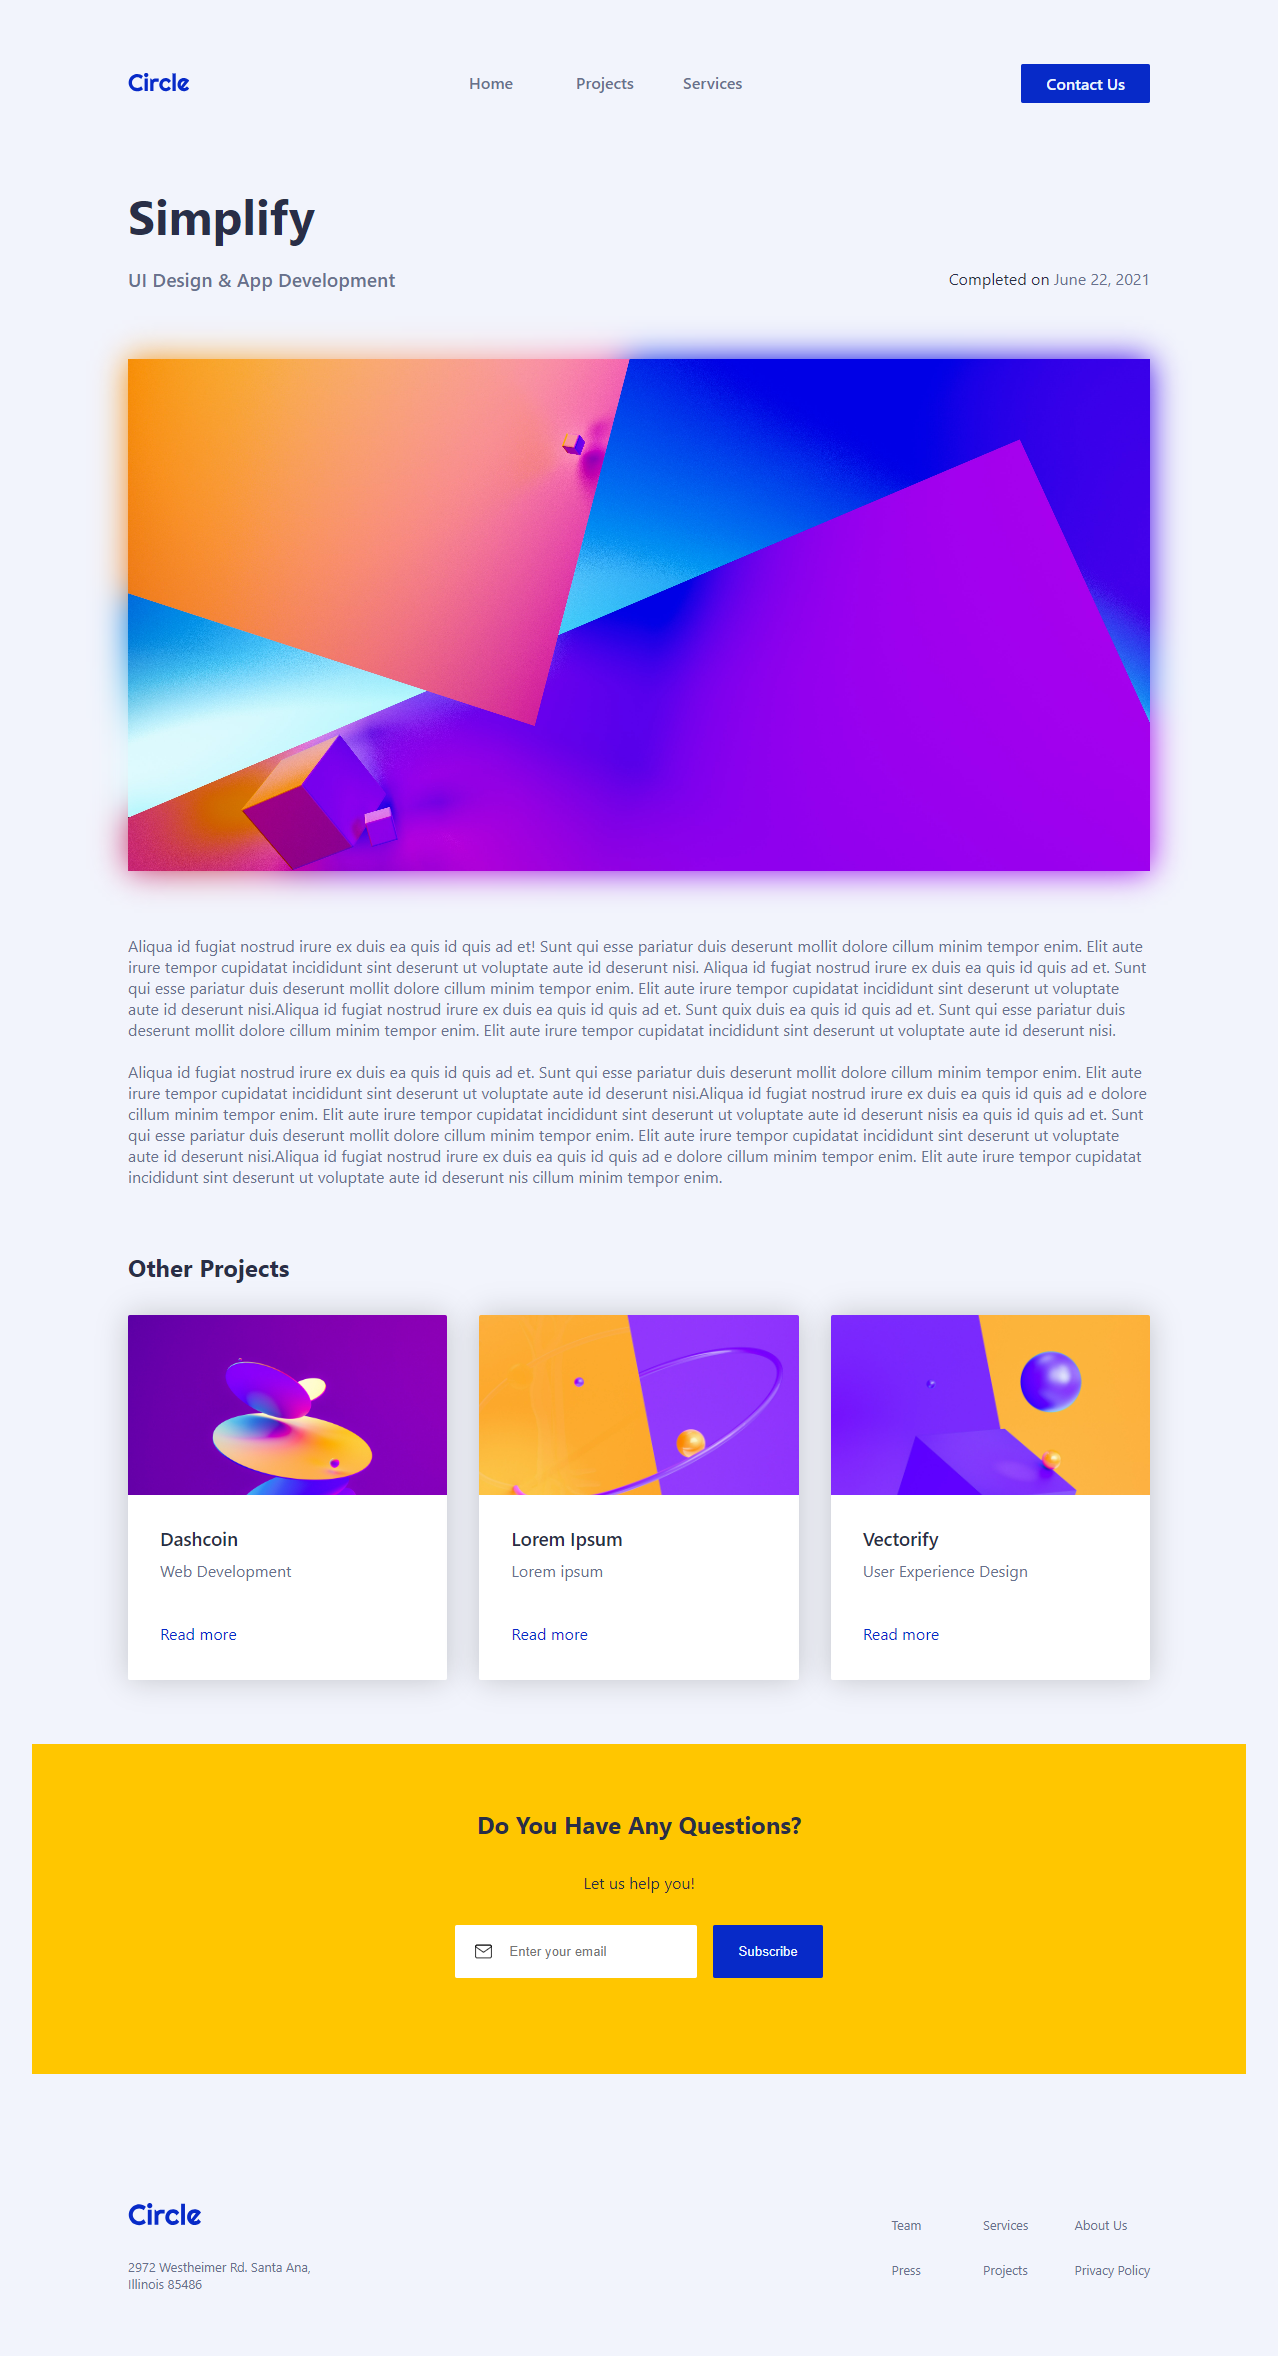 Circle
Home Projects Services
Contact Us
Simplify
UI Design & App Development
Completed on June 22, 2021
Aliqua id fugiat nostrud irure ex duis ea quis id quis ad et! Sunt qui esse pariatur duis deserunt mollit dolore cillum minim tempor enim. Elit aute
irure tempor cupidatat incididunt sint deserunt ut voluptate aute id deserunt nisi. Aliqua id fugiat nostrud irure ex duis ea quis id quis ad et. Sunt
qui esse pariatur duis deserunt mollit dolore cillum minim tempor enim. Elit aute irure tempor cupidatat incididunt sint deserunt ut voluptate
aute id deserunt nisi.Aliqua id fugiat nostrud irure ex duis ea quis id quis ad et. Sunt quix duis ea quis id quis ad et. Sunt qui esse pariatur duis
deserunt mollit dolore cillum minim tempor enim. Elit aute irure tempor cupidatat incididunt sint deserunt ut voluptate aute id deserunt nisi.
Aliqua id fugiat nostrud irure ex duis ea quis id quis ad et. Sunt qui esse pariatur duis deserunt mollit dolore cillum minim tempor enim. Elit aute
irure tempor cupidatat incididunt sint deserunt ut voluptate aute id deserunt nisi.Aliqua id fugiat nostrud irure ex duis ea quis id quis ad e dolore
cillum minim tempor enim. Elit aute irure tempor cupidatat incididunt sint deserunt ut voluptate aute id deserunt nisis ea quis id quis ad et. Sunt
qui esse pariatur duis deserunt mollit dolore cillum minim tempor enim. Elit aute irure tempor cupidatat incididunt sint deserunt ut voluptate
aute id deserunt nisi.Aliqua id fugiat nostrud irure ex duis ea quis id quis ad e dolore cillum minim tempor enim. Elit aute irure tempor cupidatat
incididunt sint deserunt ut voluptate aute id deserunt nis cillum minim tempor enim.
Other Projects
Dashcoin
Web Development
Read more
Lorem Ipsum
Lorem ipsum
Read more
Vectorify
User Experience Design
Read more
Do You Have Any Questions?
Let us help you!
Enter your email
Subscribe
Circle
2972 Westheimer Rd. Santa Ana,
Illinois 85486
Team Services About Us
Press Projects Privacy Policy